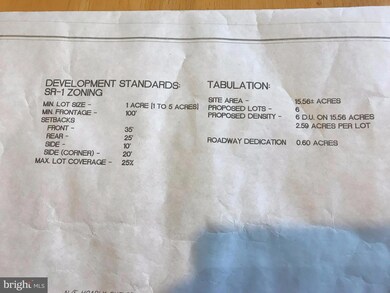 DEVELOPMENT STANDARDS:
SR-1 ZONING
MIN. LOT SIZE - 1 ACRE (1 TO 5 ACRES)
MIN. FRONTAGE - 100'
SETBACKS
FRONT - 35'
REAR - 25'
SIDE - 10'
SIDE (CORNER) - 20'
MAX. LOT COVERAGE - 25%
TABULATION:
SITE AREA - 15.56± ACRES
PROPOSED LOTS - 6
PROPOSED DENSITY - 6 D.U. ON 15.56 ACRES
2.59 ACRES PER LOT
ROADWAY DEDICATION 0.60 ACRES
bright MLS